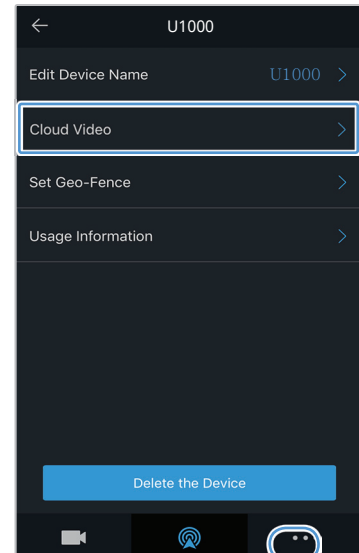 U1000
Edit Device Name U1000
Cloud Video
Set Geo-Fence
Usage Information
Delete the Device